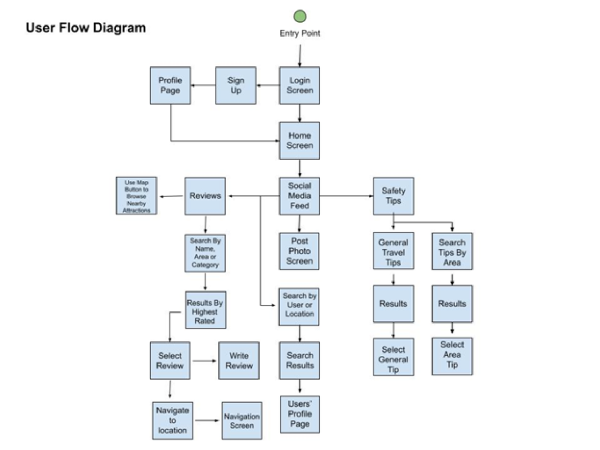 User Flow Diagram
Entry Point
Profile
Page
Sign
Up
Login
Screen
Home
Screen
Use Map
Button to
Browse
Nearby
Attractions
Reviews
Social
Media
Feed
Safety
Tips
Search By
Name,
Area or
Category
Post
Photo
Screen
General
Travel
Tips
Search
Tips By
Area
Results By
Highest
Rated
Search by
User or
Location
Results
Results
Select
Review
Write
Review
Search
Results
Select
General
Tip
Select
Area
Tip
Navigate
to
location
Navigation
Screen
Users'
Profile
Page